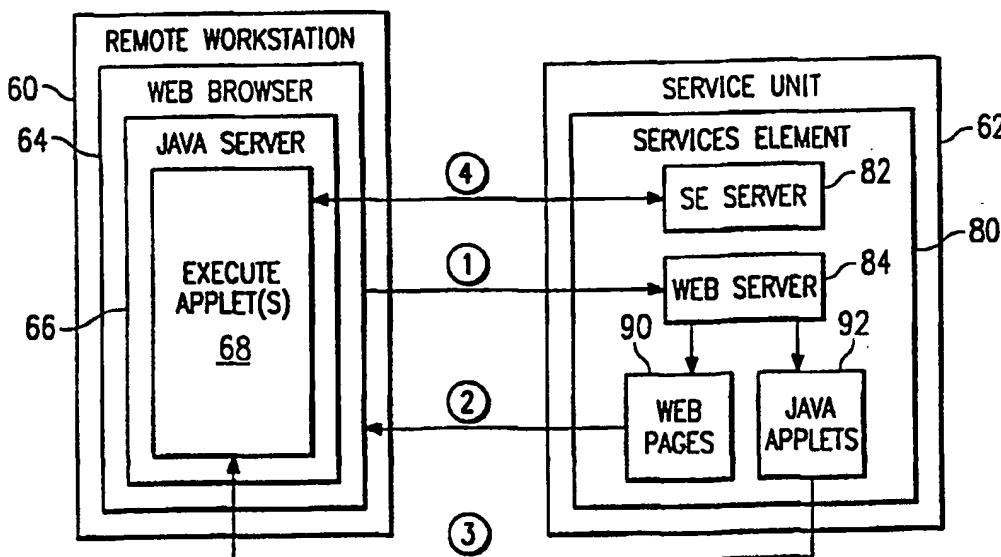 REMOTE WORKSTATION
WEB BROWSER
JAVA SERVER
EXECUTE
APPLET(S)
68
60
64
66
4
1
2
3
SERVICE UNIT
SERVICES ELEMENT
SE SERVER
82
WEB SERVER
84
90
92
WEB
PAGES
JAVA
APPLETS
62
80